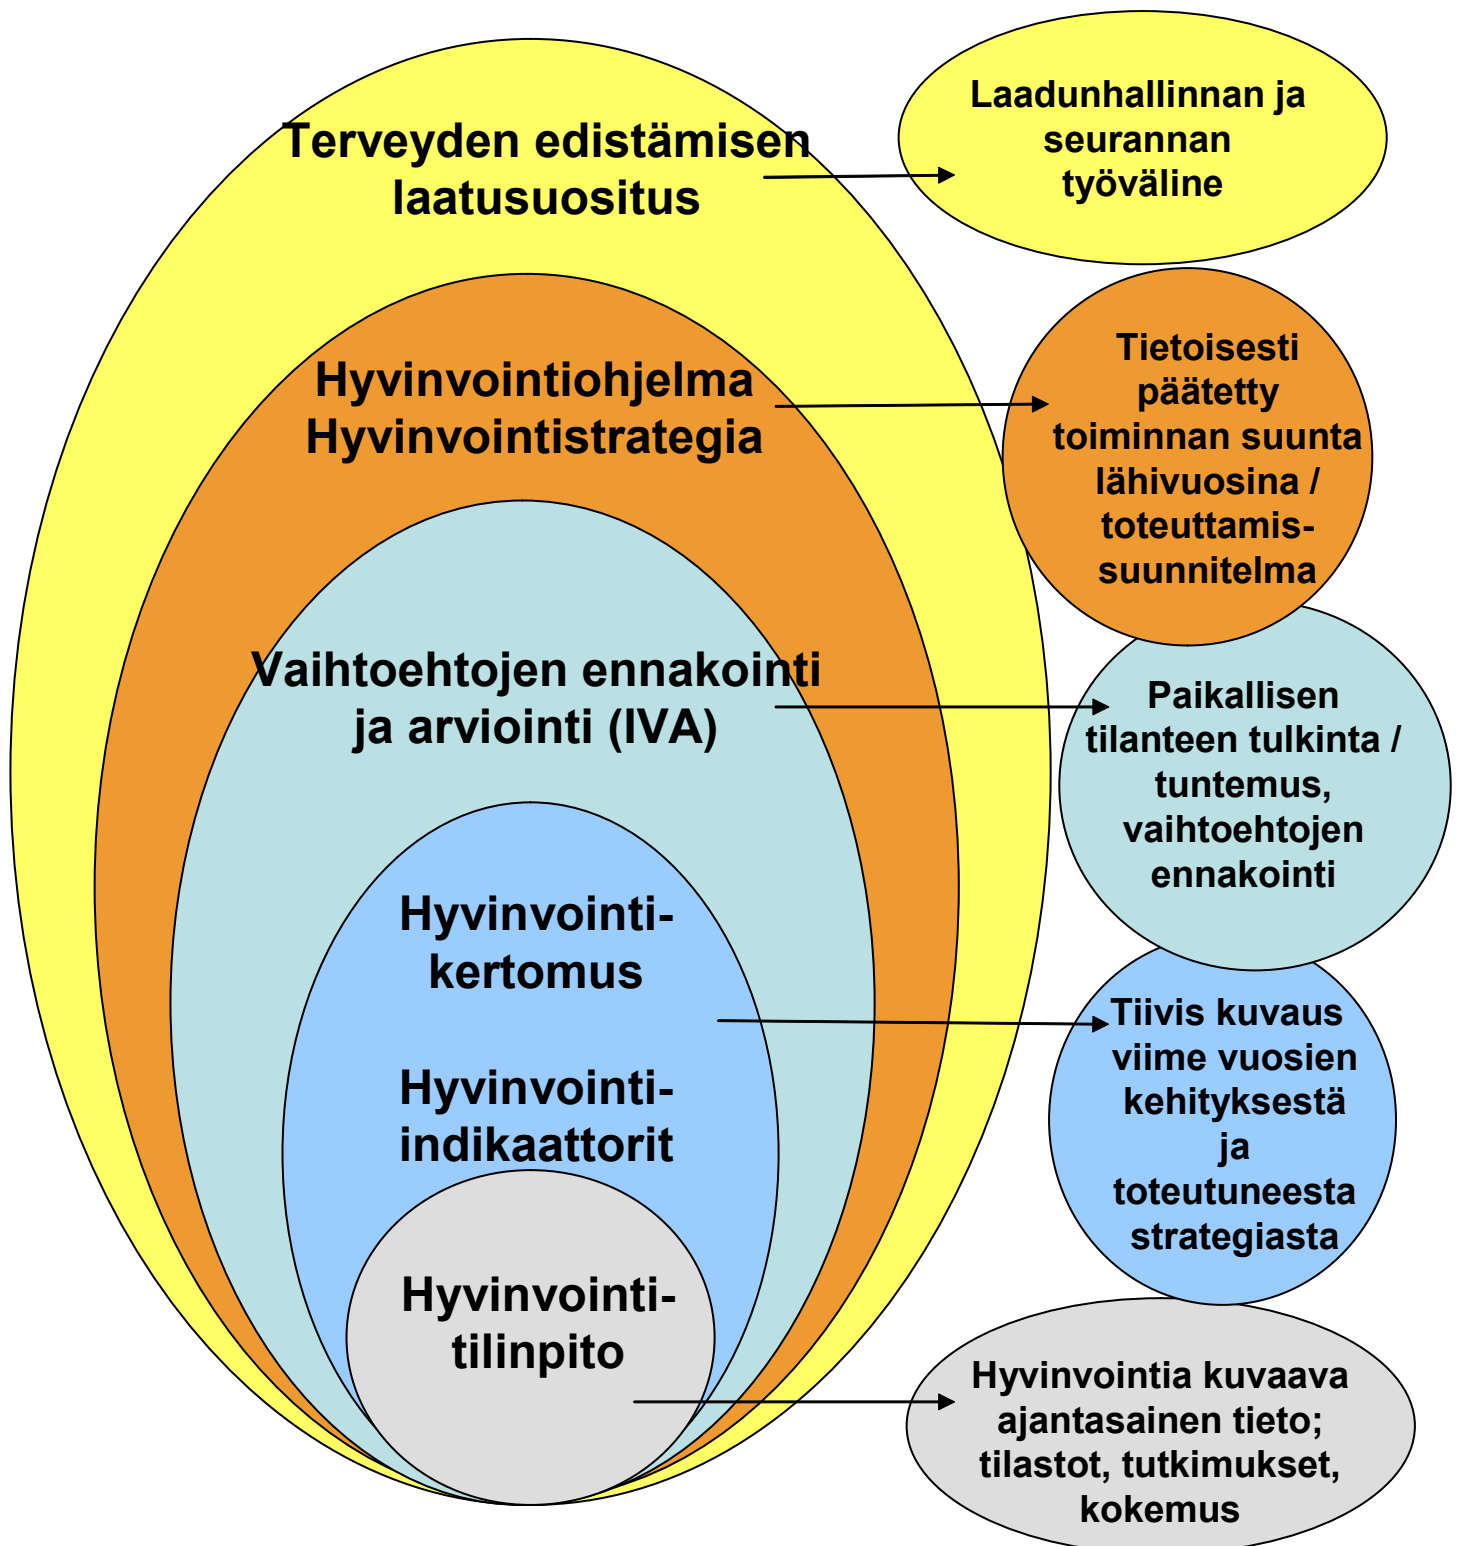 Terveyden edistämisen
laatusuositus
Laadunhallinnan ja
seurannan
työväline
Hyvinvointiohjelma
Hyvinvointistrategia
Tietoisesti
päätetty
toiminnan suunta
lähivuosina /
toteuttamis-
suunnitelma
Vaihtoehtojen ennakointi
ja arviointi (IVA)
Paikallisen
tilanteen tulkinta /
tuntemus,
vaihtoehtojen
ennakointi
Hyvinvointi-
kertomus
Hyvinvointi-
indikaattorit
Tiivis kuvaus
viime vuosien
kehityksestä
ja
toteutuneesta
strategiasta
Hyvinvointi-
tilinpito
Hyvinvointia kuvaava
ajantasainen tieto;
tilastot, tutkimukset,
kokemus